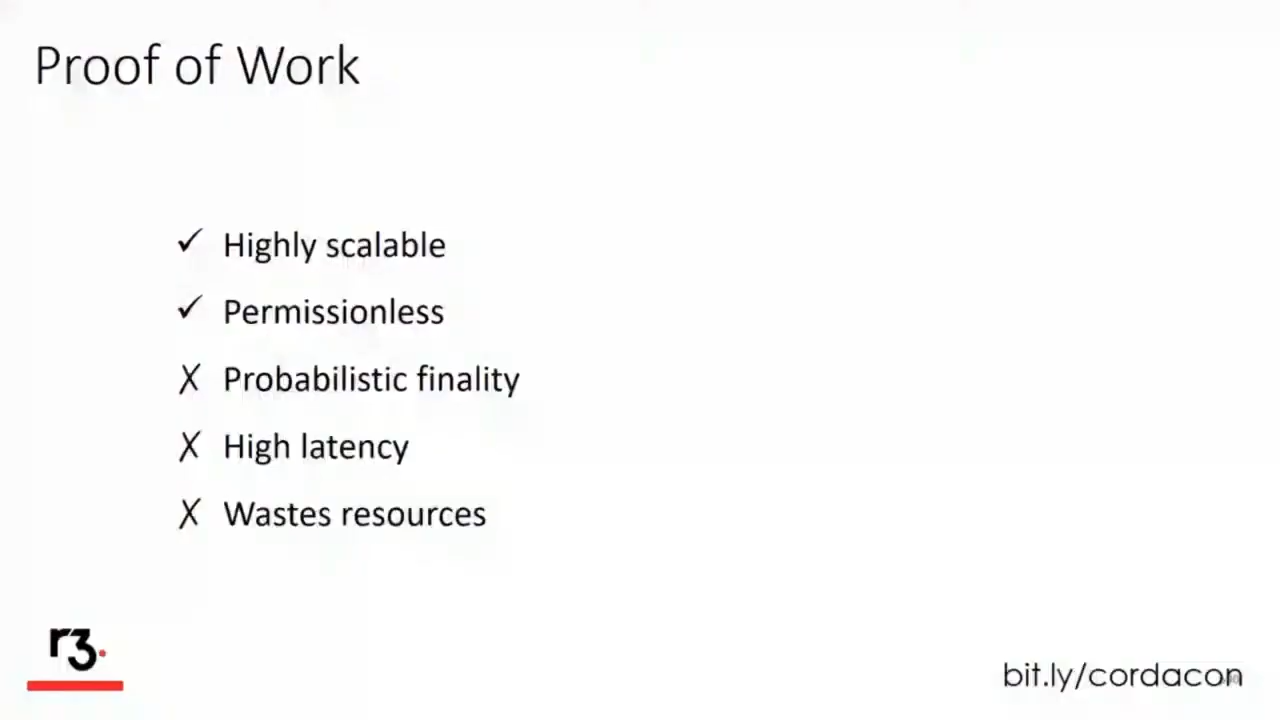 Proof of Work
✓ Highly scalable
✓ Permissionless
✗ Probabilistic finality
✗ High latency
✗ Wastes resources
r3.
bit.ly/cordacon